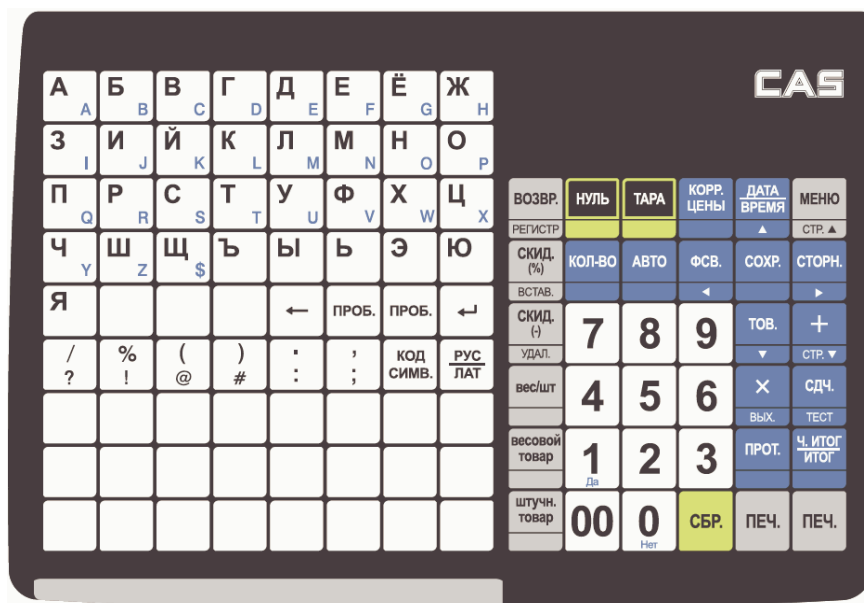 CAS
А A Б B В C Г D Д E Е F Ё G Ж H
З I И J Й K К L Л M М N Н O О P
П Q Р R С S Т T У U Ф V Х W Ц X
Ч Y Ш Z Щ $ Ъ Ы Ь Э Ю
Я ← ПРОБ. ПРОБ. ↵
/ ? % ! ( @ ) # . : , ; КОД СИМВ. РУС ЛАТ
ВОЗВР. РЕГИСТР НУЛЬ ТАРА КОРР. ЦЕНЫ ДАТА ВРЕМЯ ▲ МЕНЮ СТР. ▲
СКИД. (%) ВСТАВ. КОЛ-ВО АВТО ФСВ. ◀ СОХР. СТОРН. ▶
СКИД. (-) УДАЛ. 7 8 9 ТОВ. ▼ + СТР. ▼
вес/шт 4 5 6 × ВЫХ. СДЧ. ТЕСТ
весовой товар 1 Да 2 3 ПРОТ. Ч. ИТОГ ИТОГ
штучн. товар 00 0 Нет СБР. ПЕЧ. ПЕЧ.